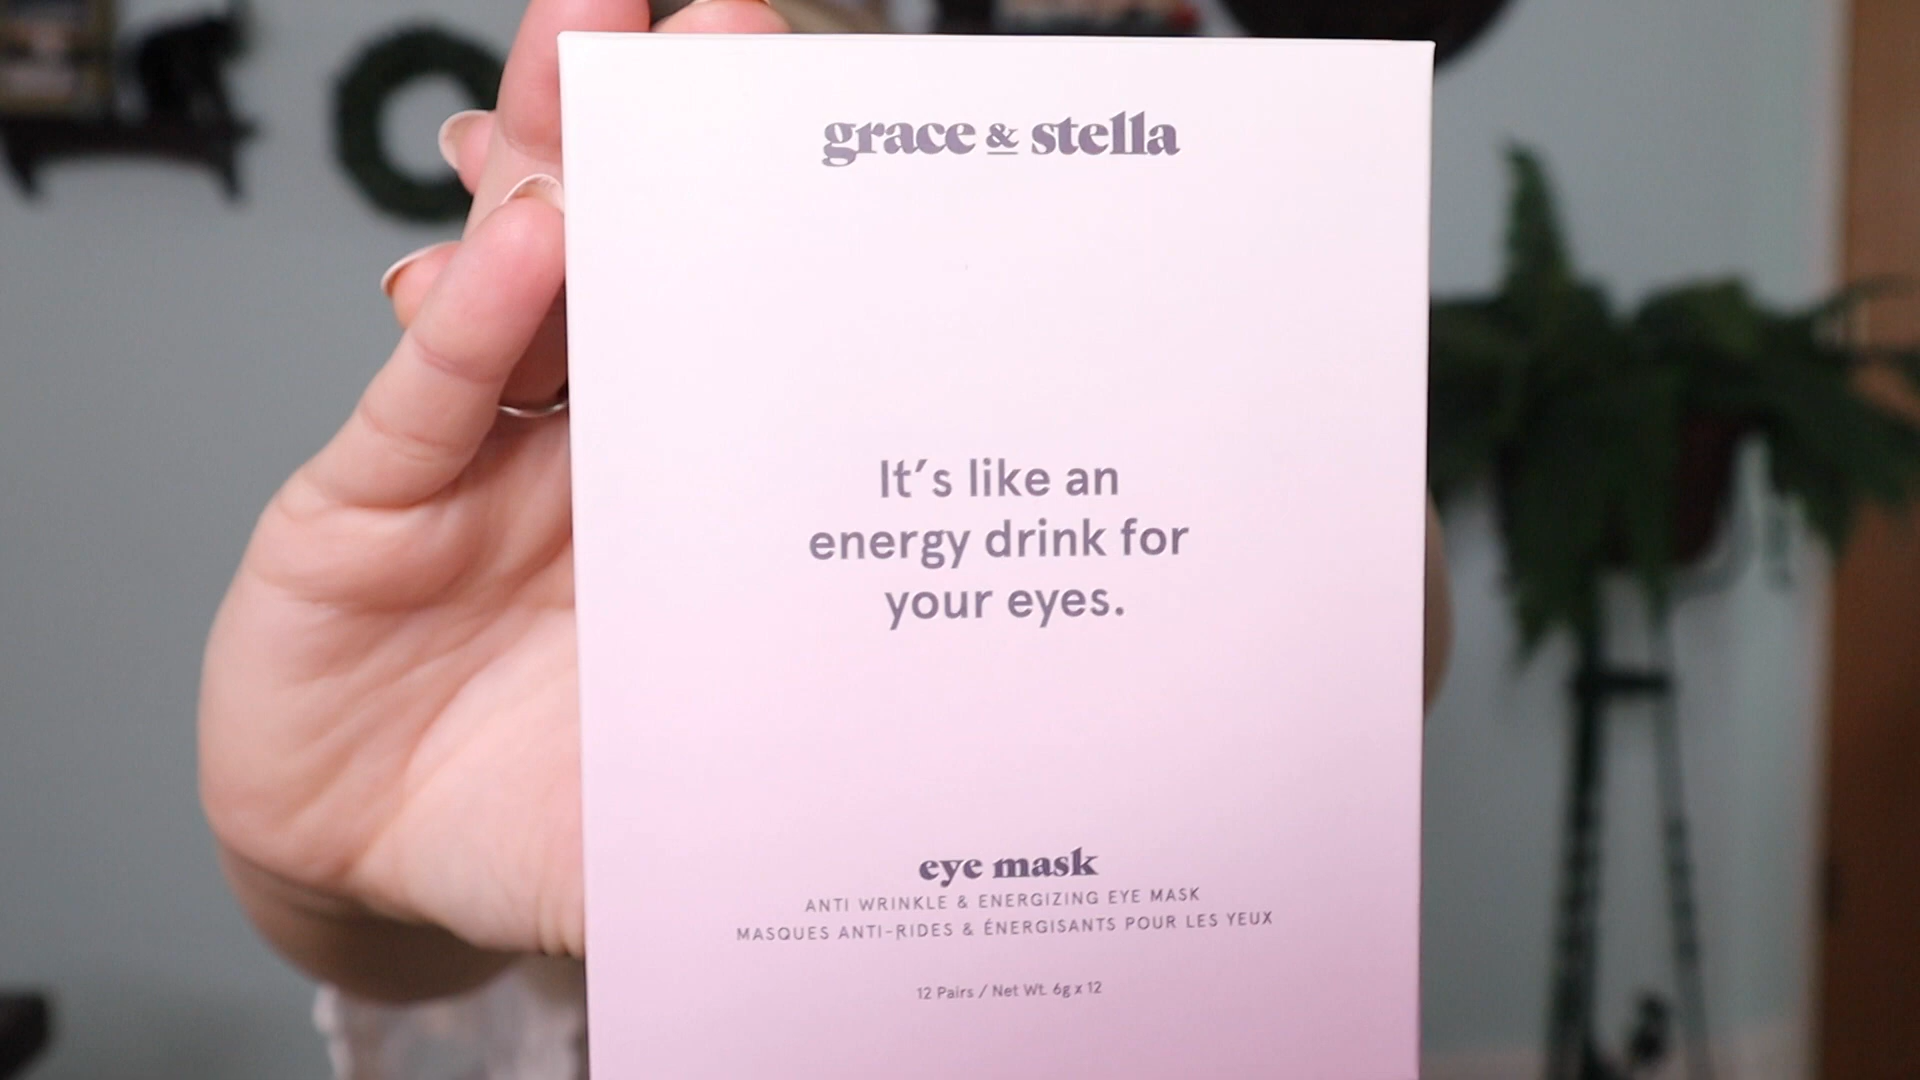 grace & stella
It's like an
energy drink for
your eyes.
eye mask
ANTI WRINKLE & ENERGIZING EYE MASK
MASQUES ANTI-RIDES & ÉNERGISANTS POUR LES YEUX
12 Pairs / Net Wt. 6g x 12